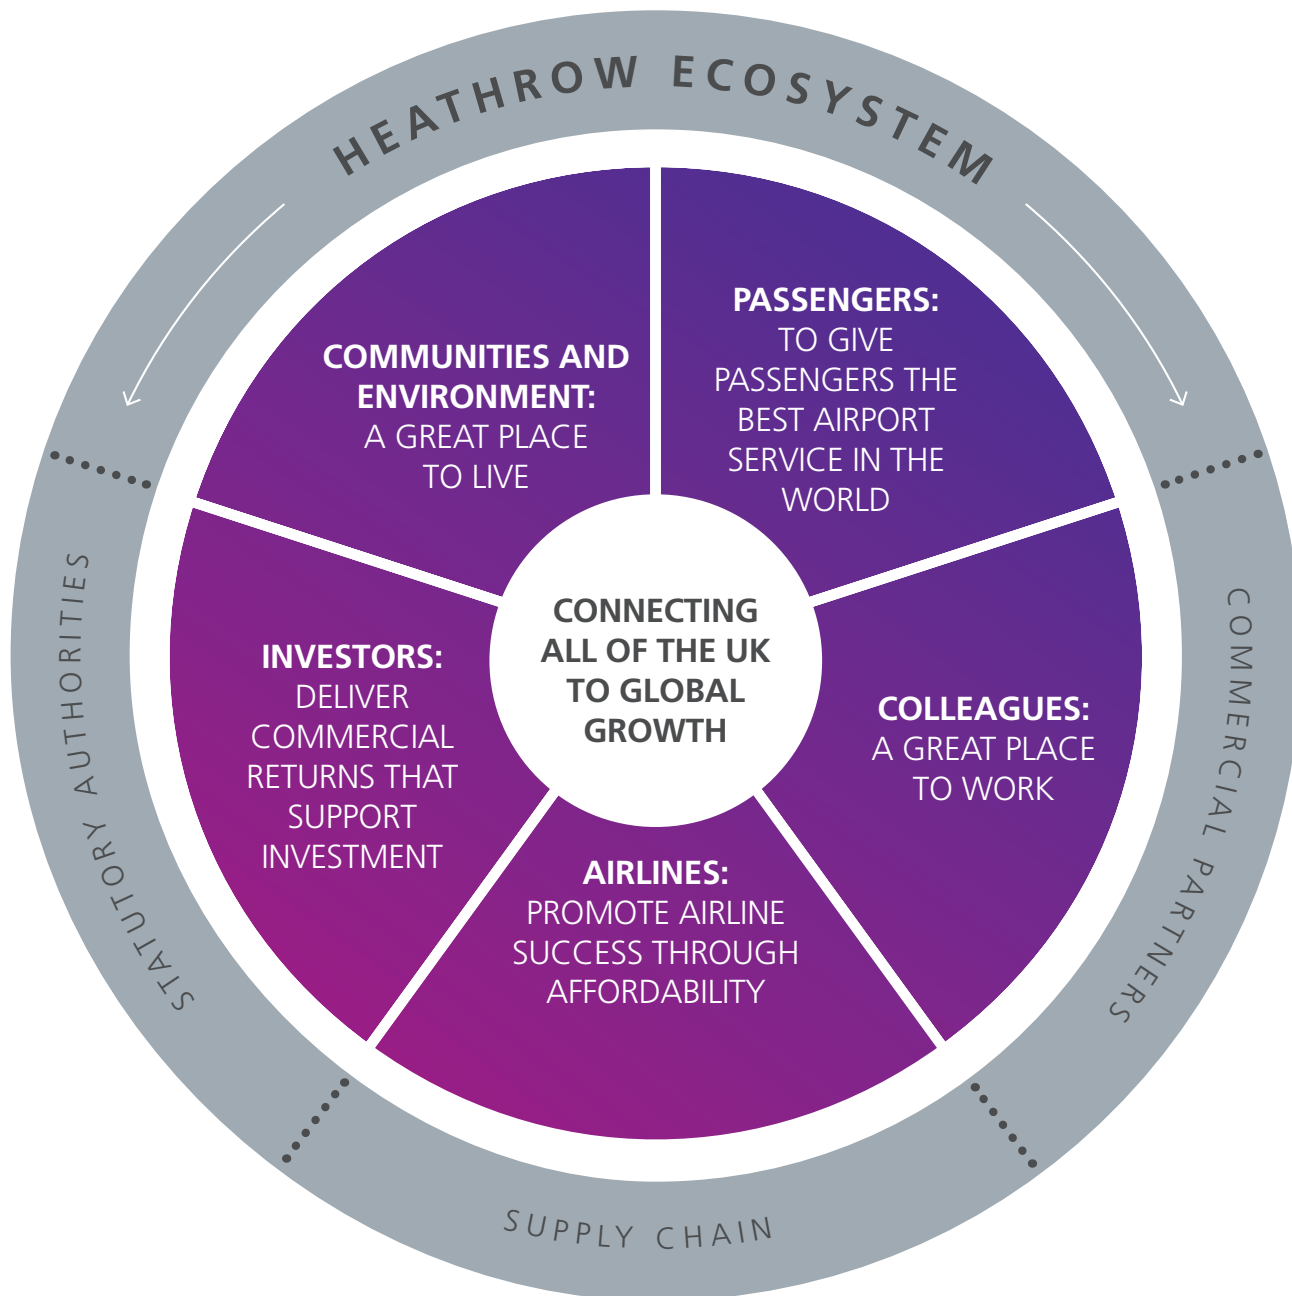 HEATHROW ECOSYSTEM
PASSENGERS:
TO GIVE
PASSENGERS THE
BEST AIRPORT
SERVICE IN THE
WORLD
COLLEAGUES:
A GREAT PLACE
TO WORK
AIRLINES:
PROMOTE AIRLINE
SUCCESS THROUGH
AFFORDABILITY
INVESTORS:
DELIVER
COMMERCIAL
RETURNS THAT
SUPPORT
INVESTMENT
COMMUNITIES AND
ENVIRONMENT:
A GREAT PLACE
TO LIVE
CONNECTING
ALL OF THE UK
TO GLOBAL
GROWTH
COMMERCIAL PARTNERS
SUPPLY CHAIN
STATUTORY AUTHORITIES